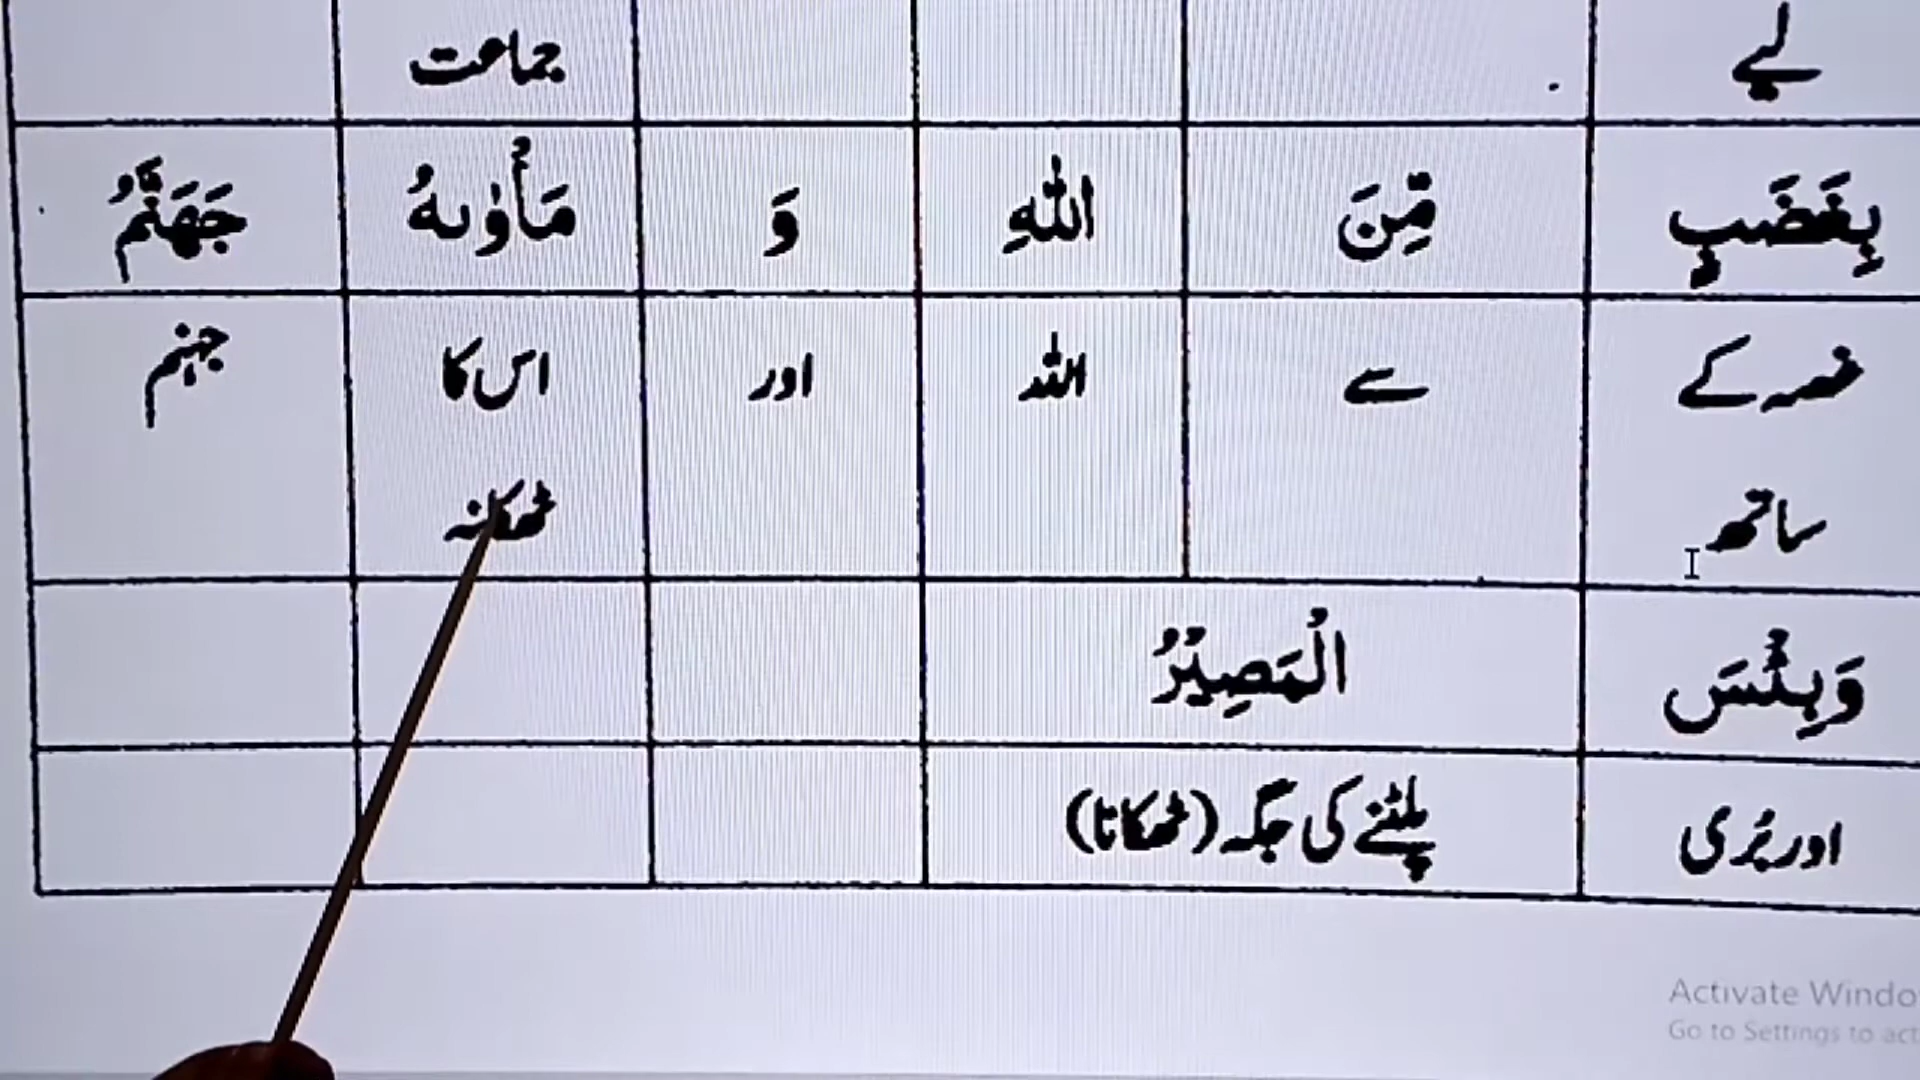 لیے جماعت
بِغَضَبٍ مِّنَ اللّٰهِ وَ مَأْوٰىهُ جَهَنَّمُ
غصہ کے سے اللہ اور اس کا جہنم
ساتھ ٹھکانہ
وَبِئْسَ الْمَصِيْرُ
اور بُری پلٹنے کی جگہ (ٹھکانا)
Activate Windo
Go to Settings to act